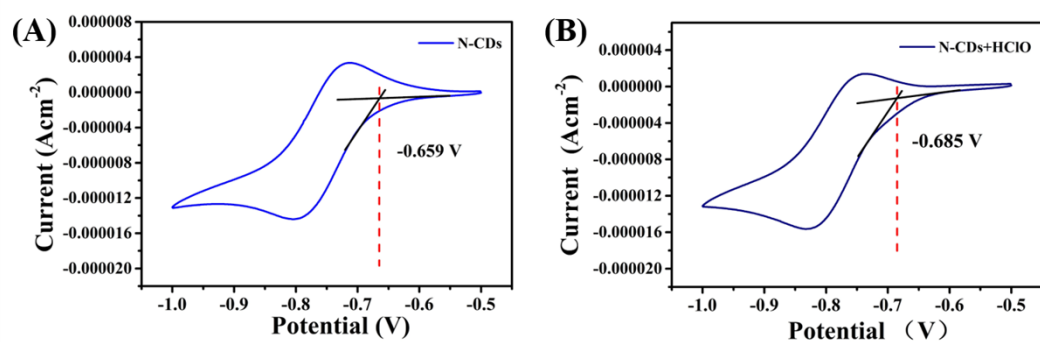 (A)
N-CDs
0.000008
0.000004
0.000000
-0.000004
-0.000008
-0.000012
-0.000016
-0.000020
Current (Acm⁻²)
-0.659 V
-1.0 -0.9 -0.8 -0.7 -0.6 -0.5
Potential (V)
(B)
N-CDs+HClO
0.000004
0.000000
-0.000004
-0.000008
-0.000012
-0.000016
-0.000020
Current (Acm⁻²)
-0.685 V
-1.0 -0.9 -0.8 -0.7 -0.6 -0.5
Potential （V）